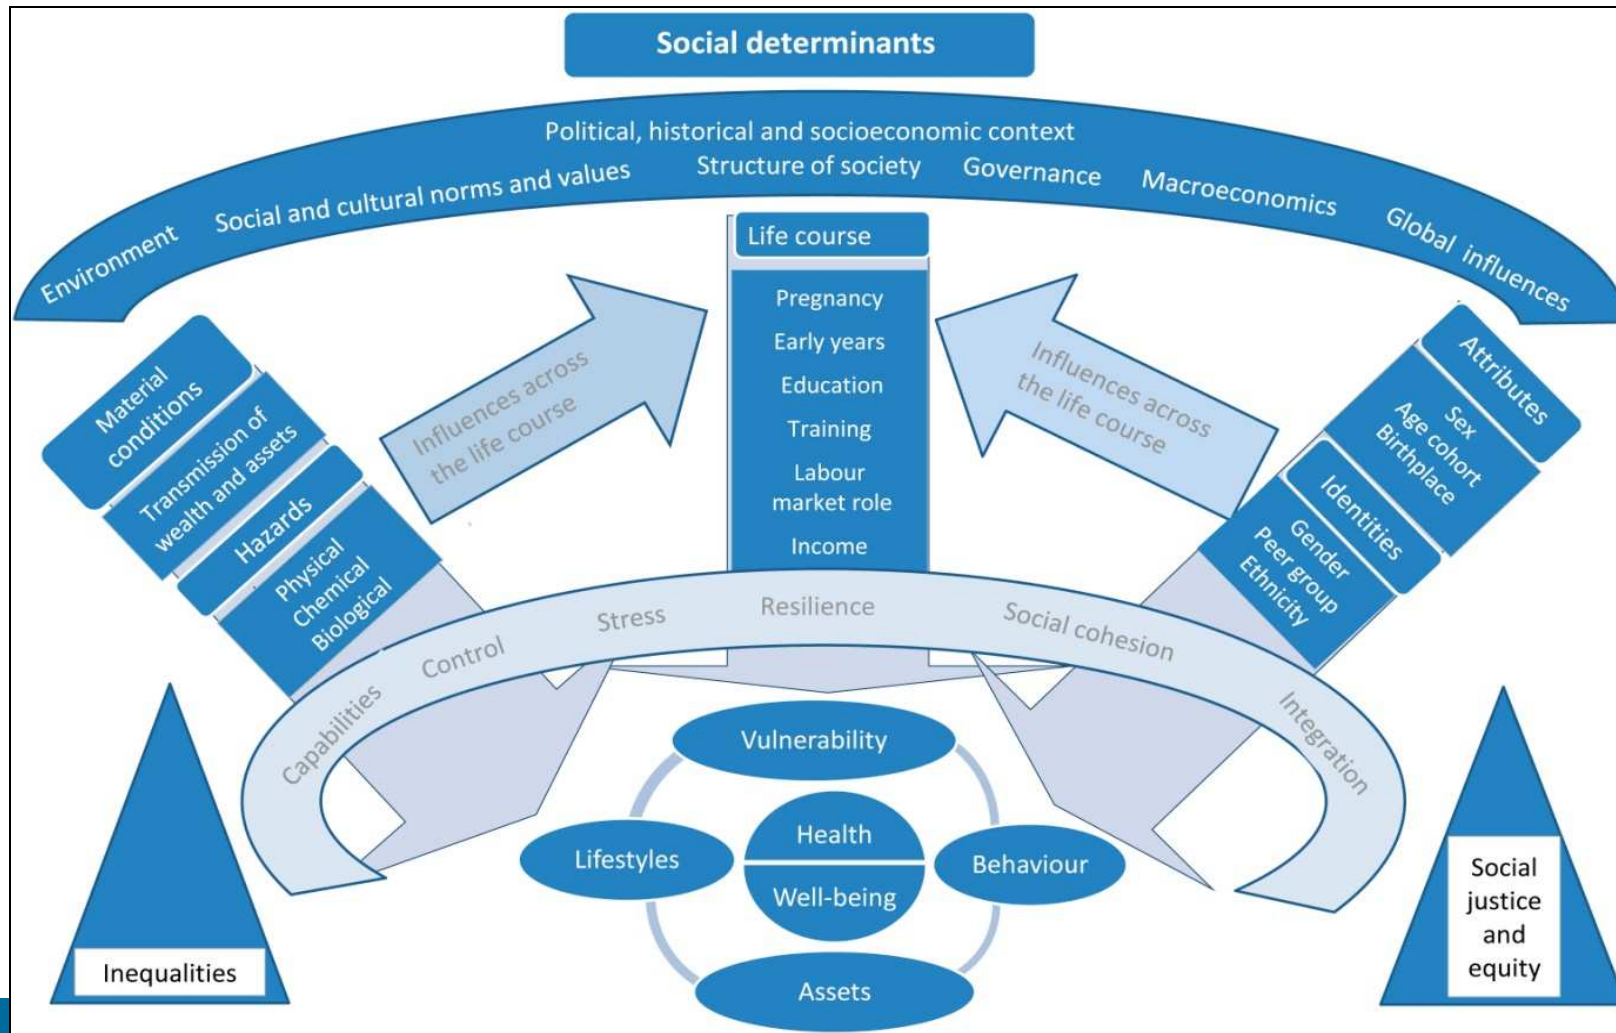 Social determinants
Political, historical and socioeconomic context
Environment
Social and cultural norms and values
Structure of society
Governance
Macroeconomics
Global influences
Material
conditions
Transmission of
wealth and assets
Hazards
Physical
Chemical
Biological
Influences across
the life course
Life course
Pregnancy
Early years
Education
Training
Labour
market role
Income
Influences across
the life course
Attributes
Sex
Age cohort
Birthplace
Identities
Gender
Peer group
Ethnicity
Capabilities
Control
Stress
Resilience
Social cohesion
Integration
Vulnerability
Lifestyles
Health
Well-being
Behaviour
Assets
Inequalities
Social
justice
and
equity